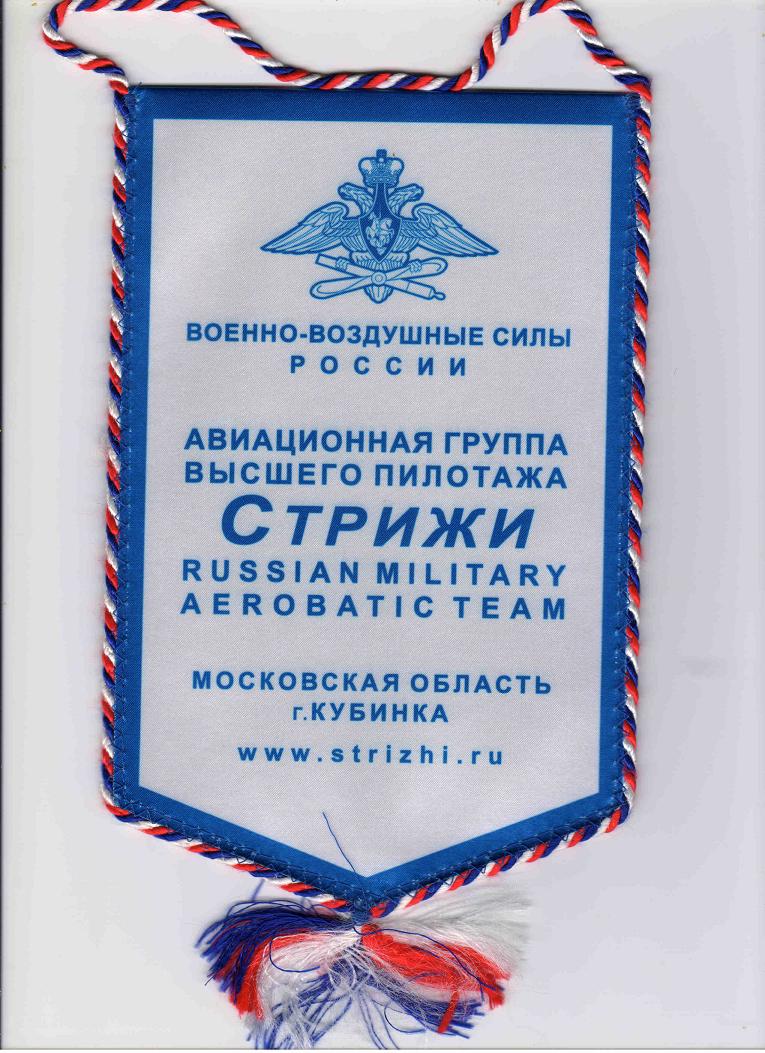 ВОЕННО-ВОЗДУШНЫЕ СИЛЫ
РОССИИ
АВИАЦИОННАЯ ГРУППА
ВЫСШЕГО ПИЛОТАЖА
СТРИЖИ
RUSSIAN MILITARY
AEROBATIC TEAM
МОСКОВСКАЯ ОБЛАСТЬ
г.КУБИНКА
www.strizhi.ru